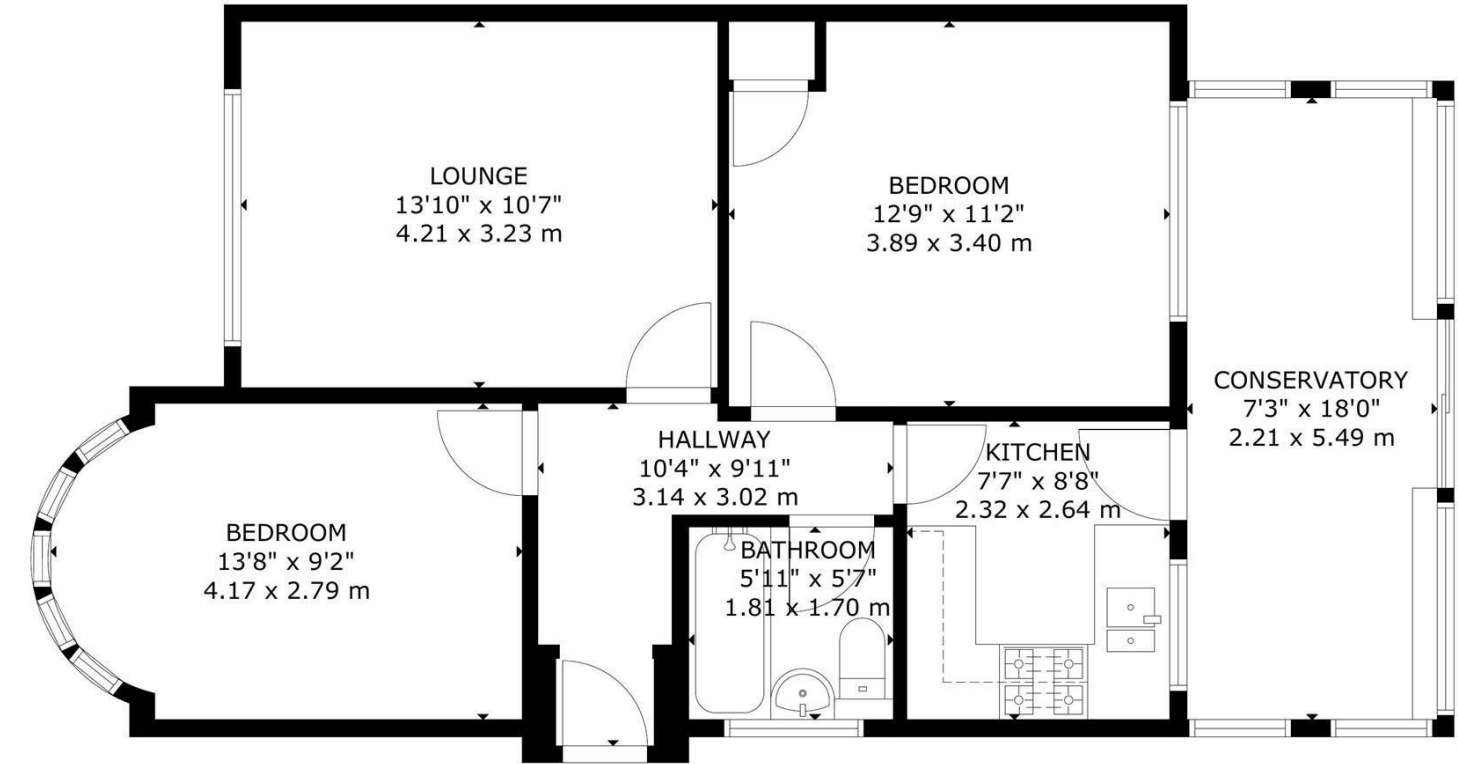 LOUNGE
13'10" x 10'7"
4.21 x 3.23 m
BEDROOM
12'9" x 11'2"
3.89 x 3.40 m
CONSERVATORY
7'3" x 18'0"
2.21 x 5.49 m
HALLWAY
10'4" x 9'11"
3.14 x 3.02 m
KITCHEN
7'7" x 8'8"
2.32 x 2.64 m
BEDROOM
13'8" x 9'2"
4.17 x 2.79 m
BATHROOM
5'11" x 5'7"
1.81 x 1.70 m